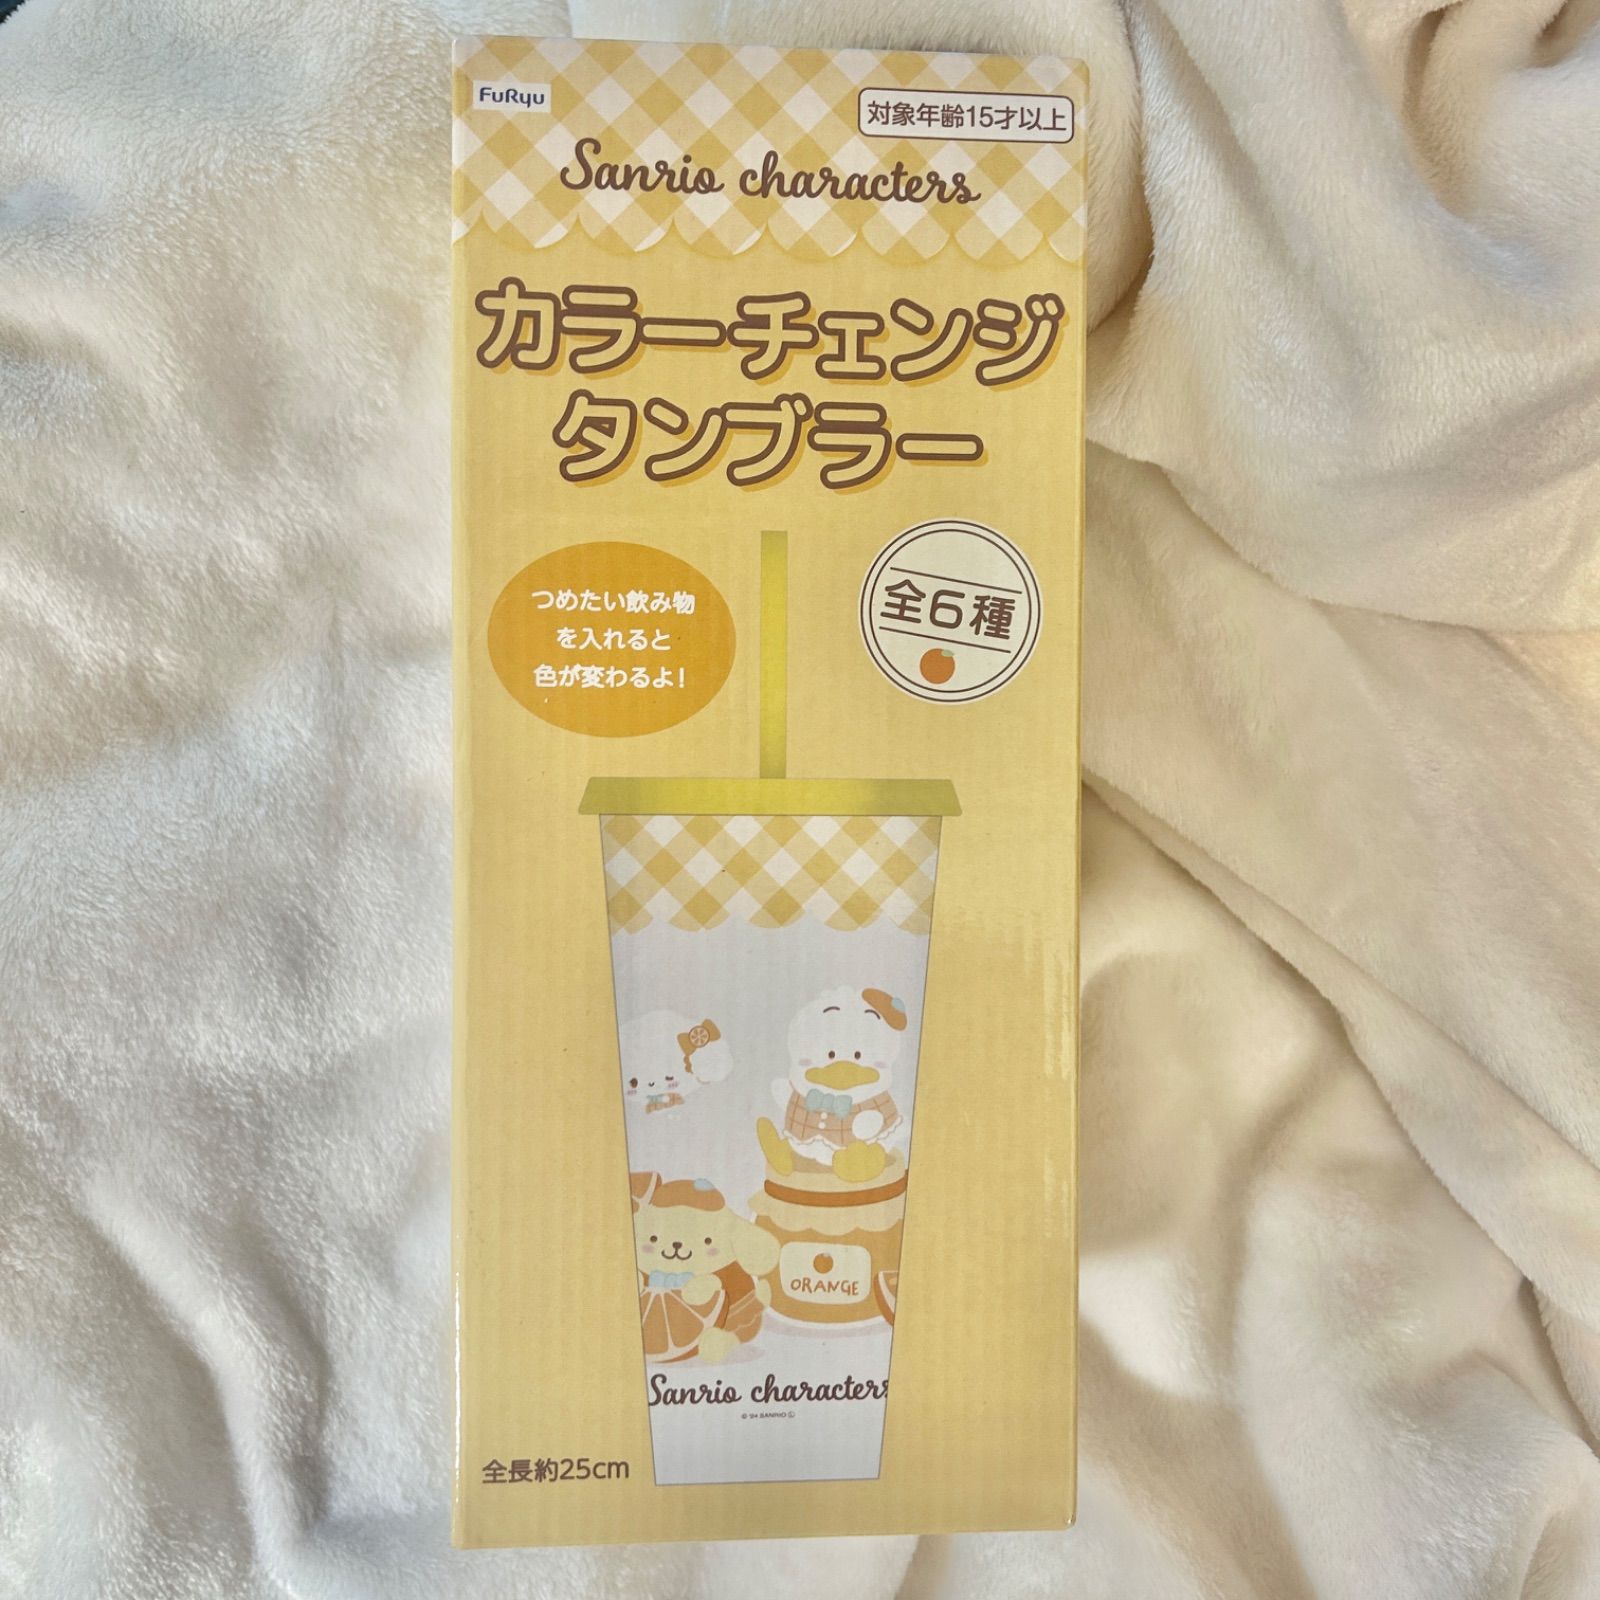 FuRyu
対象年齢15才以上
Sanrio characters
カラーチェンジ
タンブラー
つめたい飲み物
を入れると
色が変わるよ!
全6種
ORANGE
Sanrio characters
© '24 SANRIO Ⓛ
全長約25cm